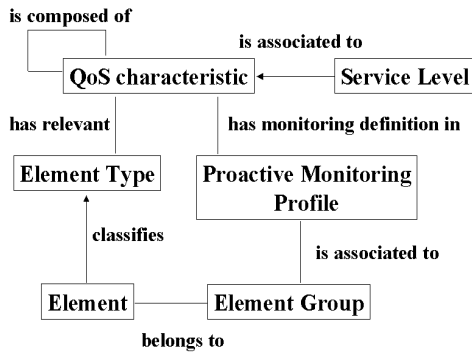 is composed of
is associated to
QoS characteristic
Service Level
has relevant
has monitoring definition in
Element Type
Proactive Monitoring
Profile
classifies
is associated to
Element
Element Group
belongs to